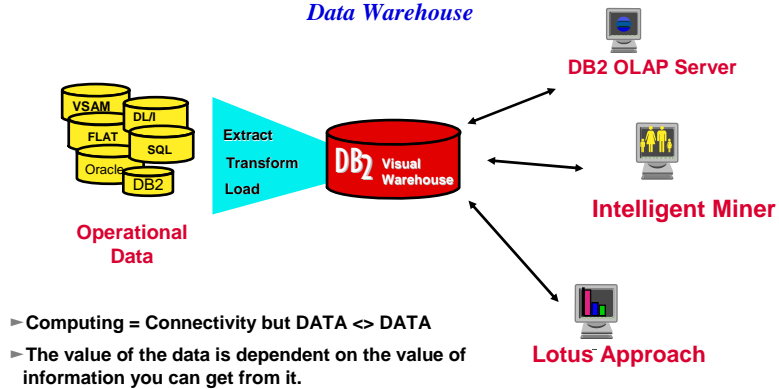 Data Warehouse
DB2 OLAP Server
VSAM
DL/I
FLAT
SQL
Oracle
DB2
Extract
Transform
Load
DB2 Visual
Warehouse
Intelligent Miner
Operational
Data
Lotus Approach
►Computing = Connectivity but DATA <> DATA
►The value of the data is dependent on the value of
information you can get from it.